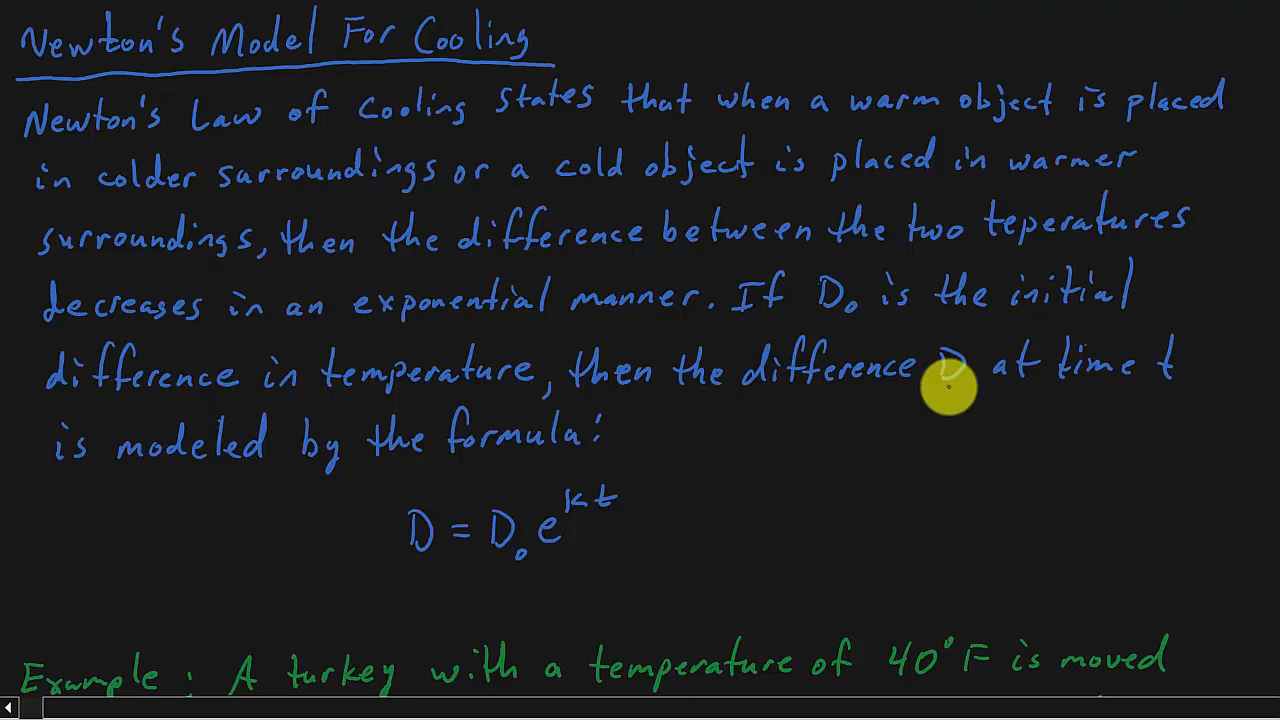 Newton's Model For Cooling
Newton's Law of Cooling states that when a warm object is placed
in colder surroundings or a cold object is placed in warmer
surroundings, then the difference between the two teperatures
decreases in an exponential manner. If D₀ is the initial
difference in temperature, then the difference D at time t
is modeled by the formula:
D = D₀ e^{kt}
Example: A turkey with a temperature of 40°F is moved